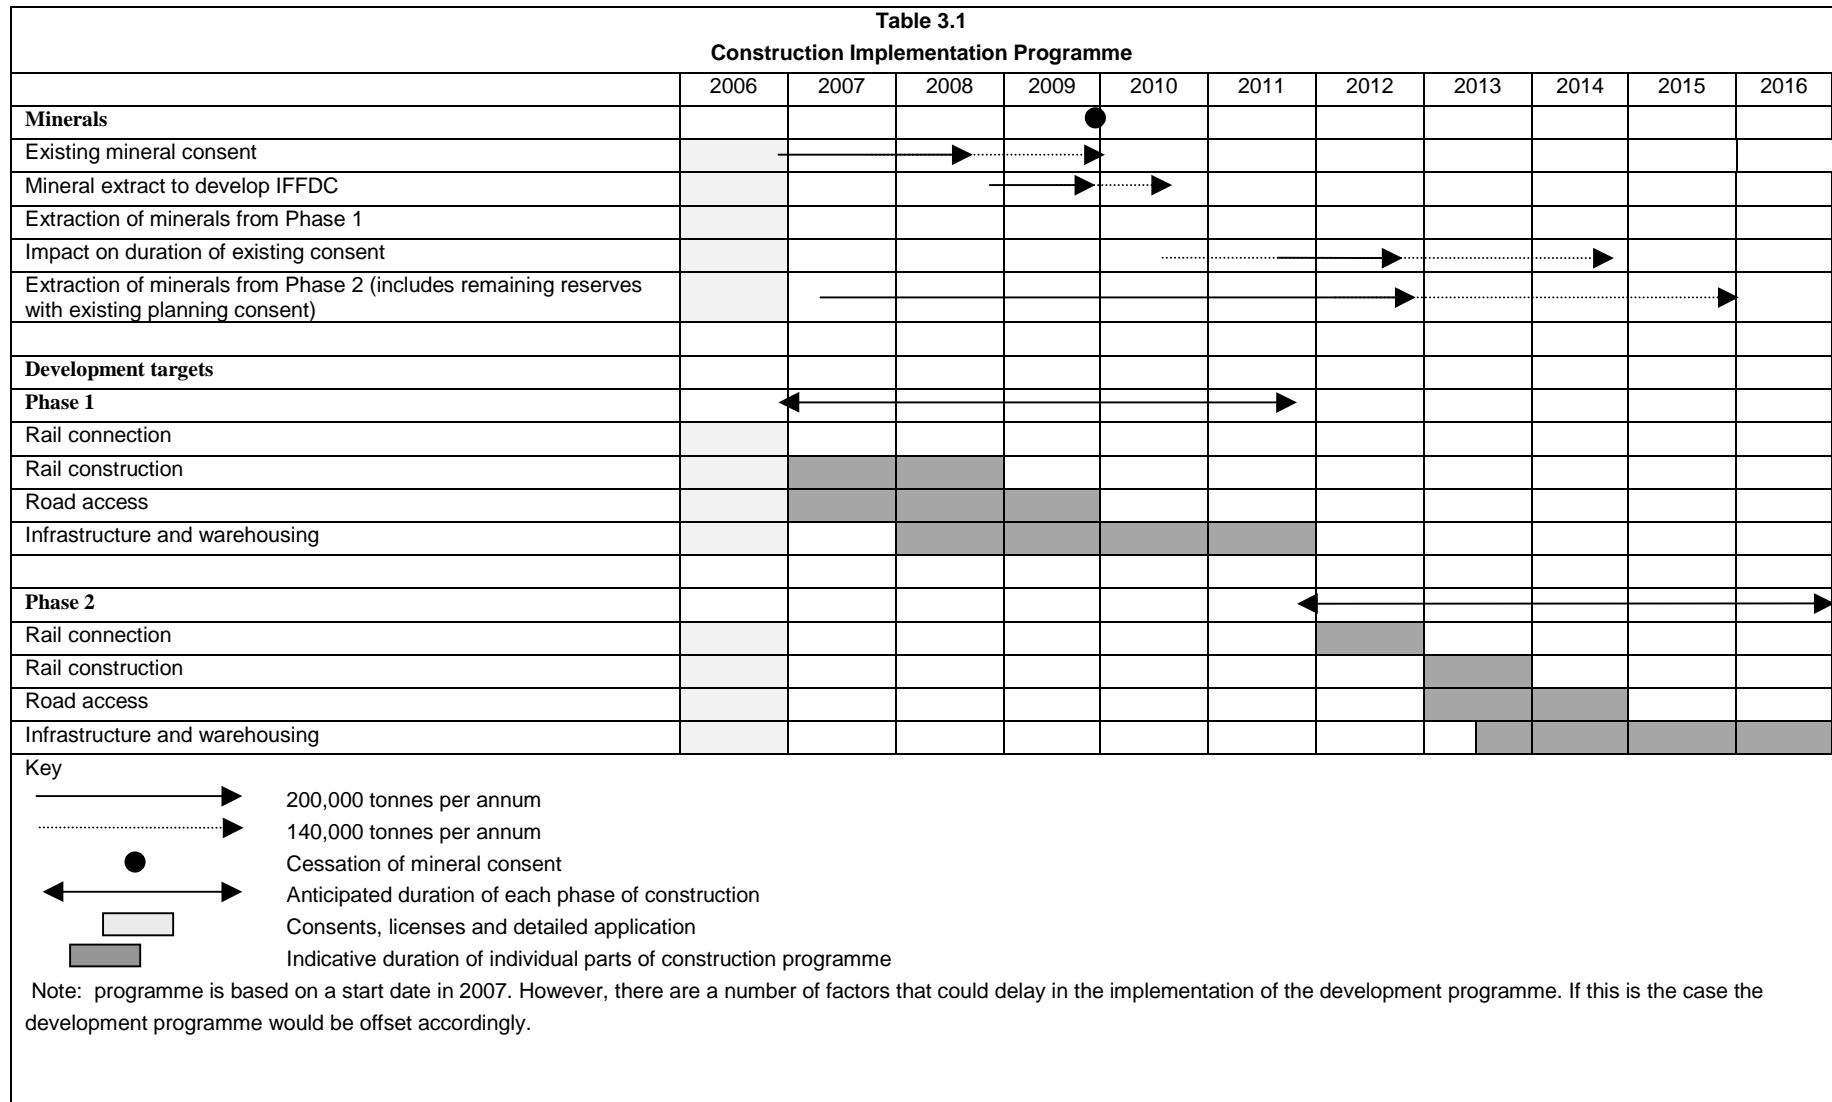 Table 3.1
Construction Implementation Programme
2006 2007 2008 2009 2010 2011 2012 2013 2014 2015 2016
Minerals
Existing mineral consent
Mineral extract to develop IFFDC
Extraction of minerals from Phase 1
Impact on duration of existing consent
Extraction of minerals from Phase 2 (includes remaining reserves
with existing planning consent)
Development targets
Phase 1
Rail connection
Rail construction
Road access
Infrastructure and warehousing
Phase 2
Rail connection
Rail construction
Road access
Infrastructure and warehousing
Key
200,000 tonnes per annum
140,000 tonnes per annum
Cessation of mineral consent
Anticipated duration of each phase of construction
Consents, licenses and detailed application
Indicative duration of individual parts of construction programme
Note: programme is based on a start date in 2007. However, there are a number of factors that could delay in the implementation of the development programme. If this is the case the
development programme would be offset accordingly.